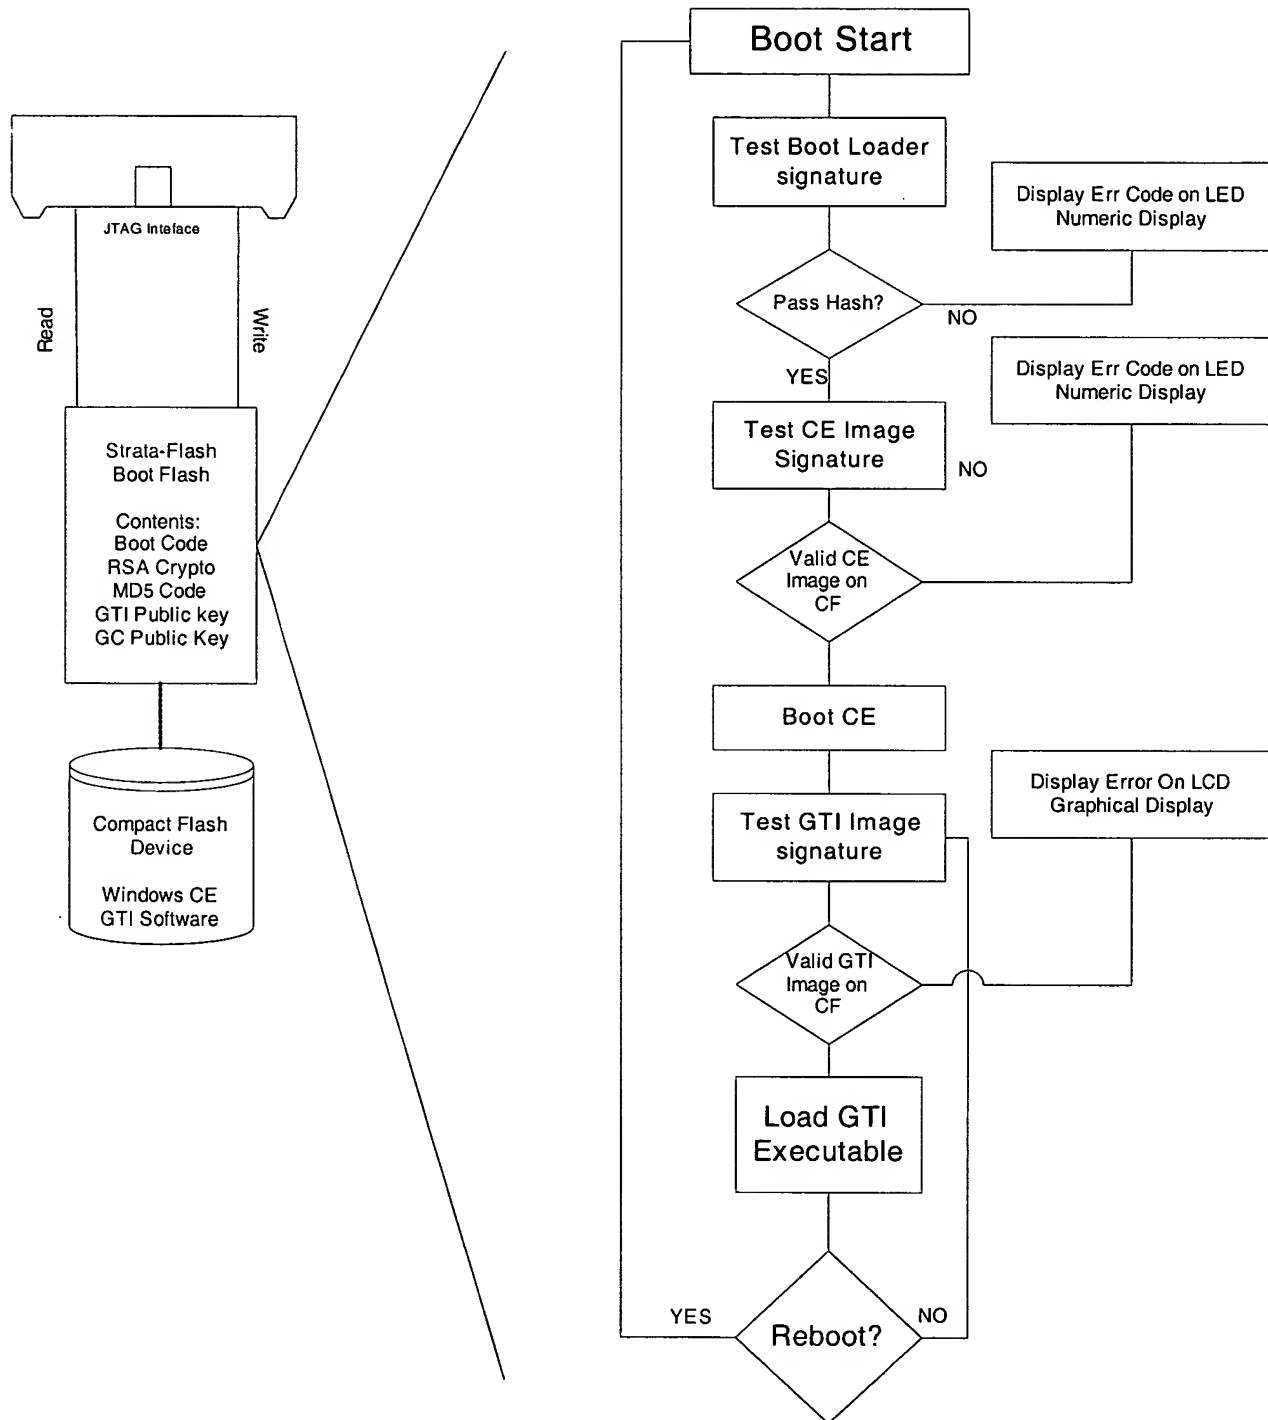 JTAG Inteface
Read
Write
Strata-Flash
Boot Flash
Contents:
Boot Code
RSA Crypto
MD5 Code
GTI Public key
GC Public Key
Compact Flash
Device
Windows CE
GTI Software
Boot Start
Test Boot Loader
signature
Display Err Code on LED
Numeric Display
Pass Hash?
NO
YES
Display Err Code on LED
Numeric Display
Test CE Image
Signature
NO
Valid CE
Image on
CF
Boot CE
Display Error On LCD
Graphical Display
Test GTI Image
signature
Valid GTI
Image on
CF
Load GTI
Executable
YES
NO
Reboot?